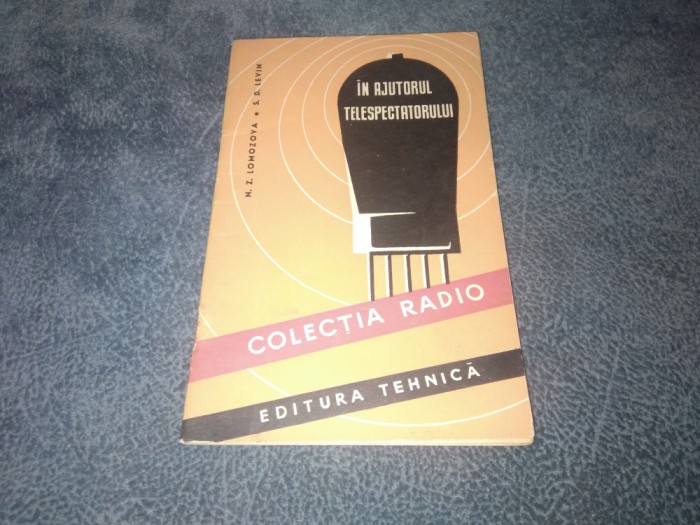 N. Z. LOMOZOVA • S. D. LEVIN
ÎN AJUTORUL
TELESPECTATORULUI
COLECȚIA RADIO
EDITURA TEHNICĂ